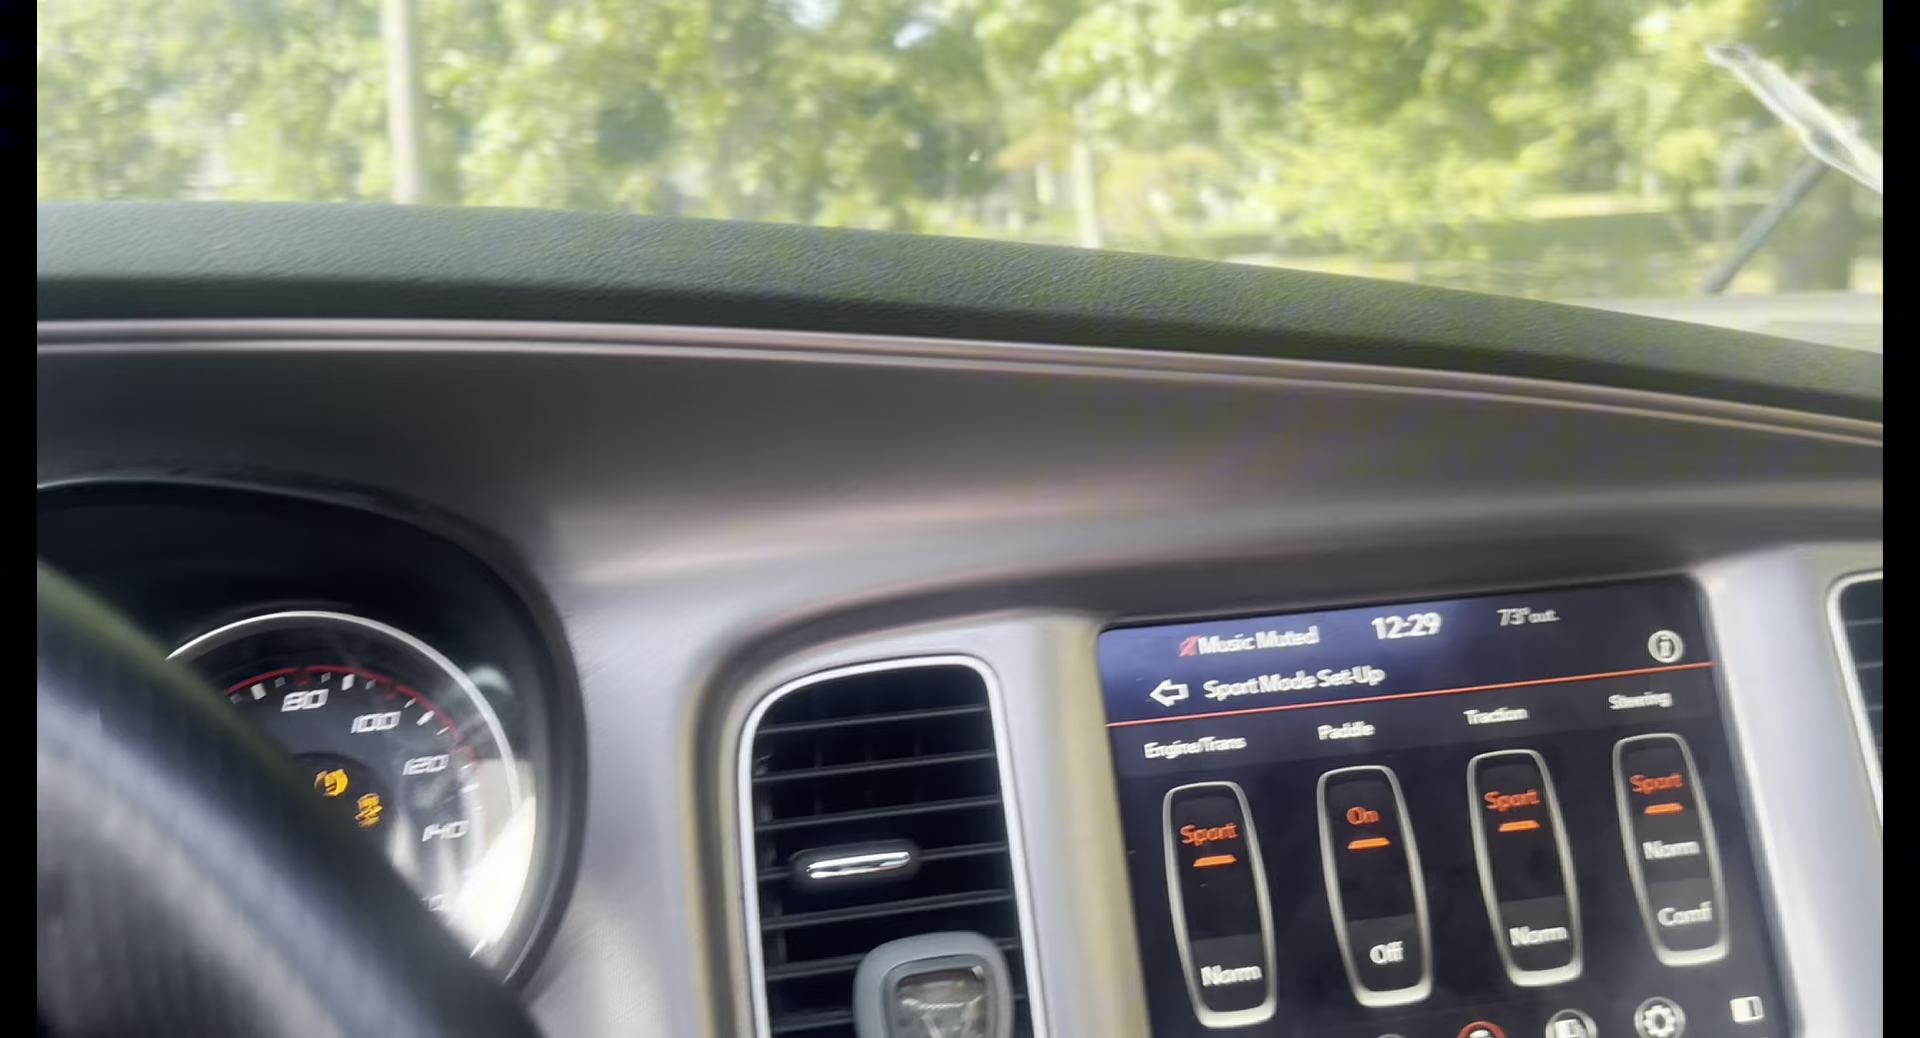 Music Muted
12:29
73°out.
Sport Mode Set-Up
Engine/Trans
Paddle
Traction
Steering
Sport
On
Sport
Sport
Norm
Comf
Norm
Off
Norm
80
100
120
140